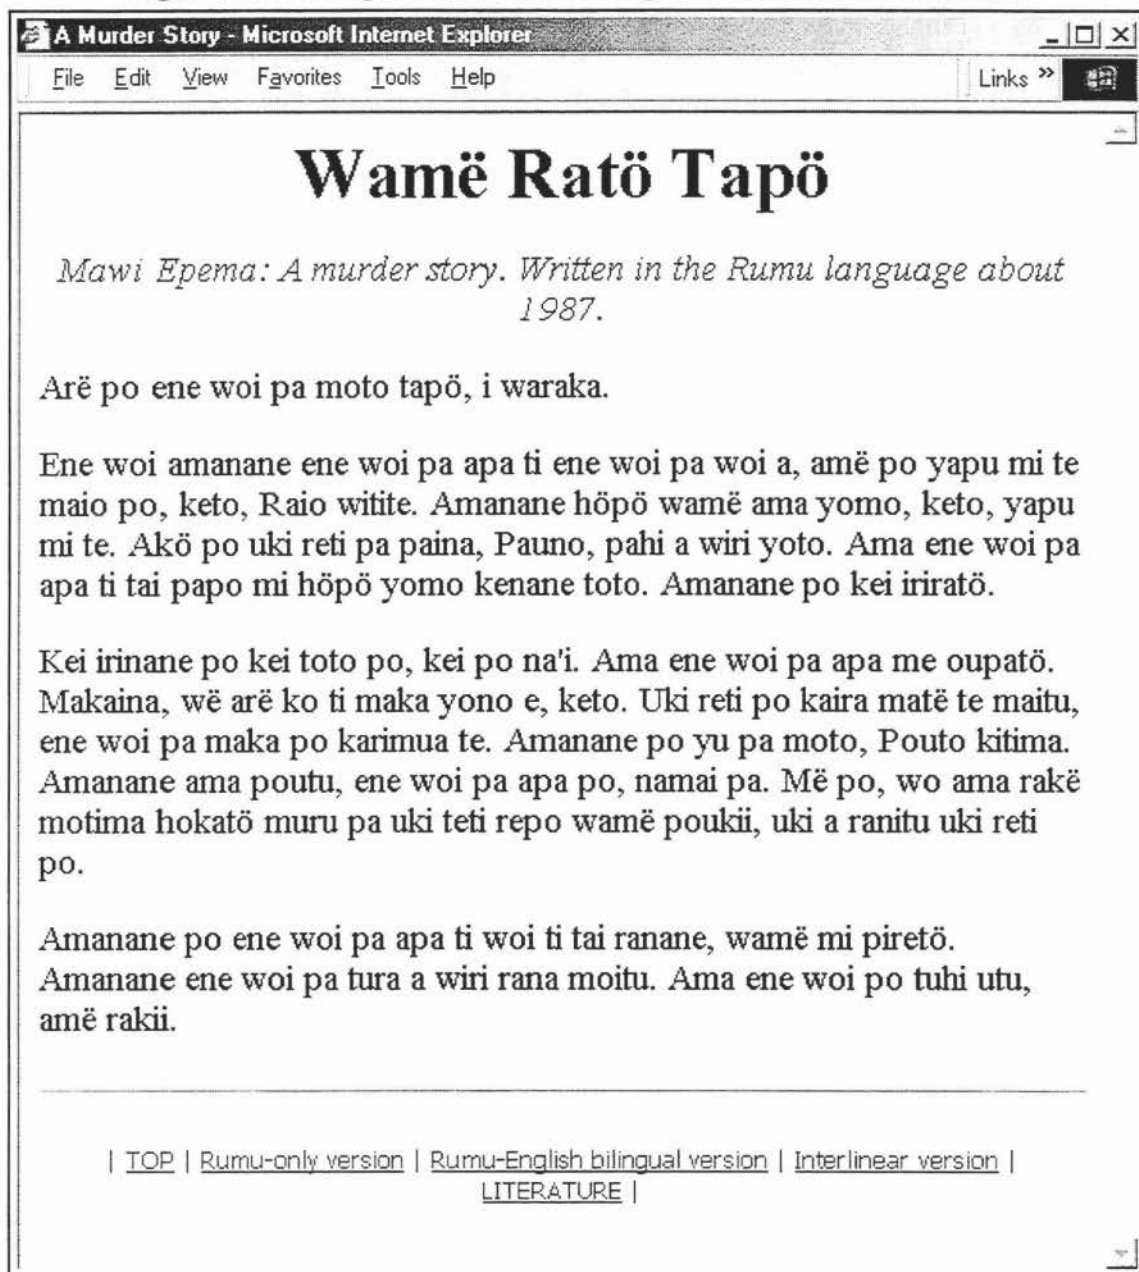 A Murder Story - Microsoft Internet Explorer
File Edit View Favorites Tools Help Links »
Wamë Ratö Tapö
Mawi Epema: A murder story. Written in the Rumu language about
1987.
Arë po ene woi pa moto tapö, i waraka.
Ene woi amanane ene woi pa apa ti ene woi pa woi a, amë po yapu mi te
maio po, keto, Raio witite. Amanane höpö wamë ama yomo, keto, yapu
mi te. Akö po uki reti pa paina, Pauno, pahi a wiri yoto. Ama ene woi pa
apa ti tai papo mi höpö yomo kenane toto. Amanane po kei iriratö.
Kei irinane po kei toto po, kei po na'i. Ama ene woi pa apa me oupatö.
Makaina, wë arë ko ti maka yono e, keto. Uki reti po kaira matë te maitu,
ene woi pa maka po karimua te. Amanane po yu pa moto, Pouto kitima.
Amanane ama poutu, ene woi pa apa po, namai pa. Më po, wo ama rakë
motima hokatö muru pa uki teti repo wamë poukii, uki a ranitu uki reti
po.
Amanane po ene woi pa apa ti woi ti tai ranane, wamë mi piretö.
Amanane ene woi pa tura a wiri rana moitu. Ama ene woi po tuhi utu,
amë rakii.
| TOP | Rumu-only version | Rumu-English bilingual version | Interlinear version |
LITERATURE |